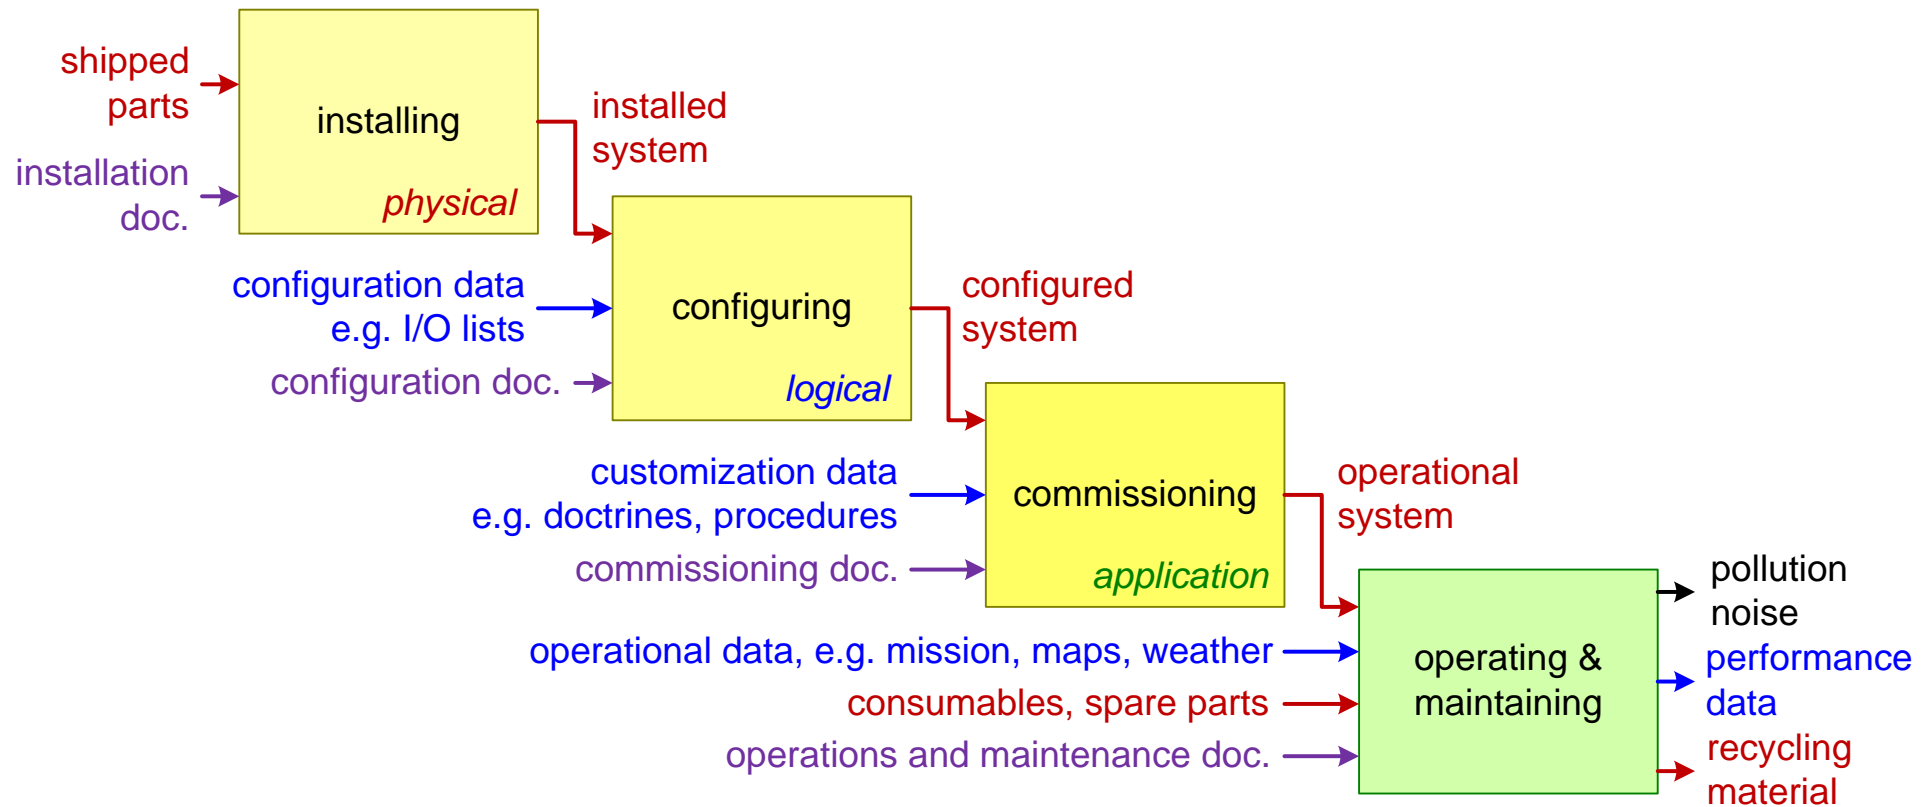 shipped
parts
installation
doc.
installing
physical
installed
system
configuration data
e.g. I/O lists
configuration doc.
configuring
logical
configured
system
customization data
e.g. doctrines, procedures
commissioning doc.
commissioning
application
operational
system
operational data, e.g. mission, maps, weather
consumables, spare parts
operations and maintenance doc.
operating &
maintaining
pollution
noise
performance
data
recycling
material